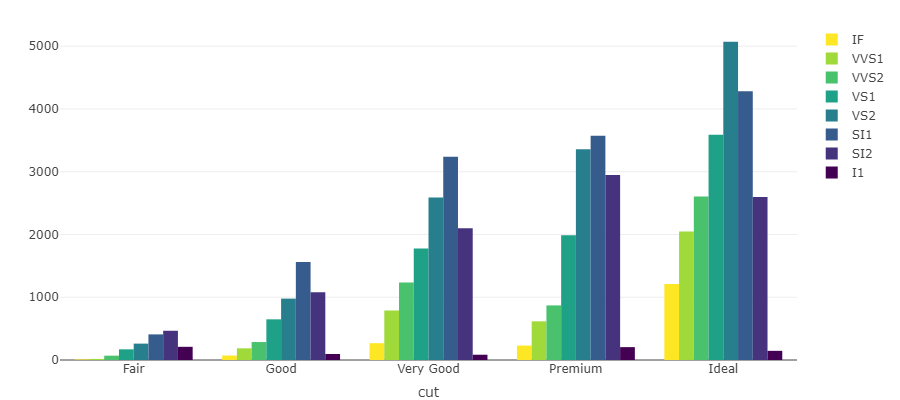 5000
4000
3000
2000
1000
0
Fair Good Very Good Premium Ideal
cut
IF
VVS1
VVS2
VS1
VS2
SI1
SI2
I1